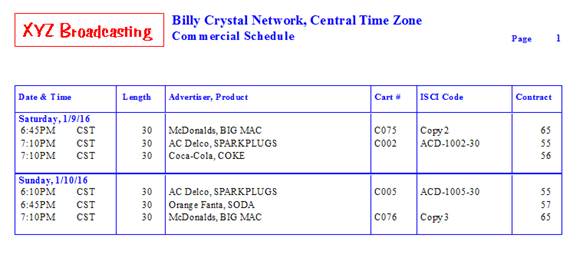 XYZ Broadcasting
Billy Crystal Network, Central Time Zone
Commercial Schedule
Page 1
Date & Time Length Advertiser, Product Cart # ISCI Code Contract
Saturday, 1/9/16
6:45PM CST 30 McDonalds, BIG MAC C075 Copy2 65
7:10PM CST 30 AC Delco, SPARKPLUGS C002 ACD-1002-30 55
7:10PM CST 30 Coca-Cola, COKE 56
Sunday, 1/10/16
6:10PM CST 30 AC Delco, SPARKPLUGS C005 ACD-1005-30 55
6:45PM CST 30 Orange Fanta, SODA 57
7:10PM CST 30 McDonalds, BIG MAC C076 Copy3 65